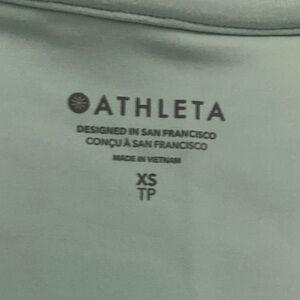 ATHLETA
DESIGNED IN SAN FRANCISCO
CONÇU À SAN FRANCISCO
MADE IN VIETNAM
XS
TP